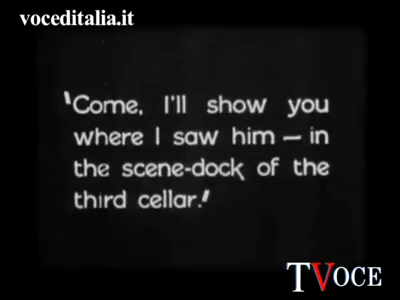 voceditalia.it
'Come, I'll show you
where I saw him — in
the scene-dock of the
third cellar.'
TVOCE